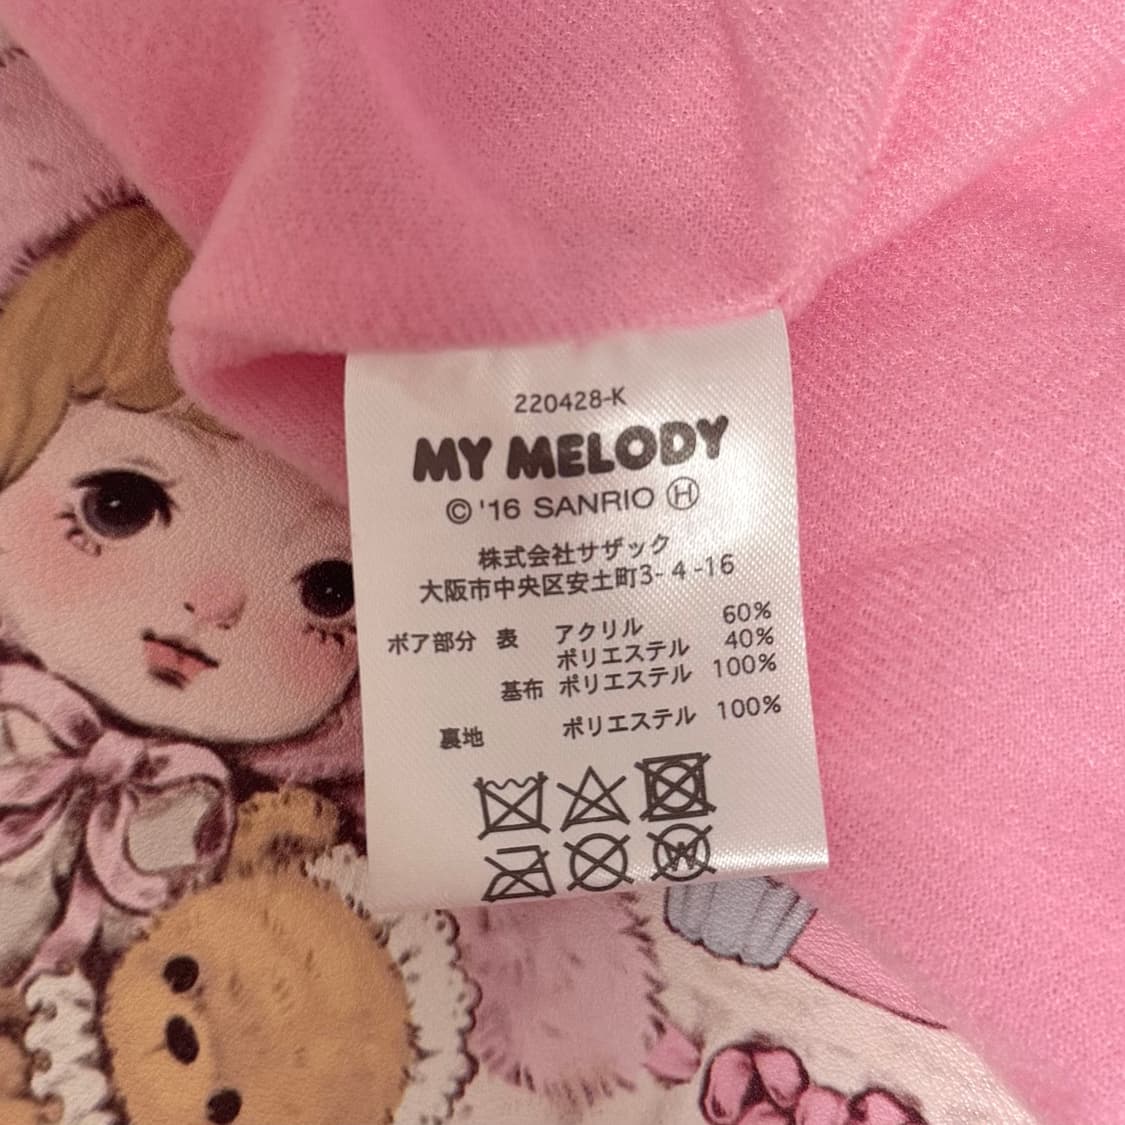 220428-K
MY MELODY
© '16 SANRIO Ⓗ
株式会社サザック
大阪市中央区安土町3-4-16
ボア部分 表 アクリル 60%
ポリエステル 40%
基布 ポリエステル 100%
裏地 ポリエステル 100%
W